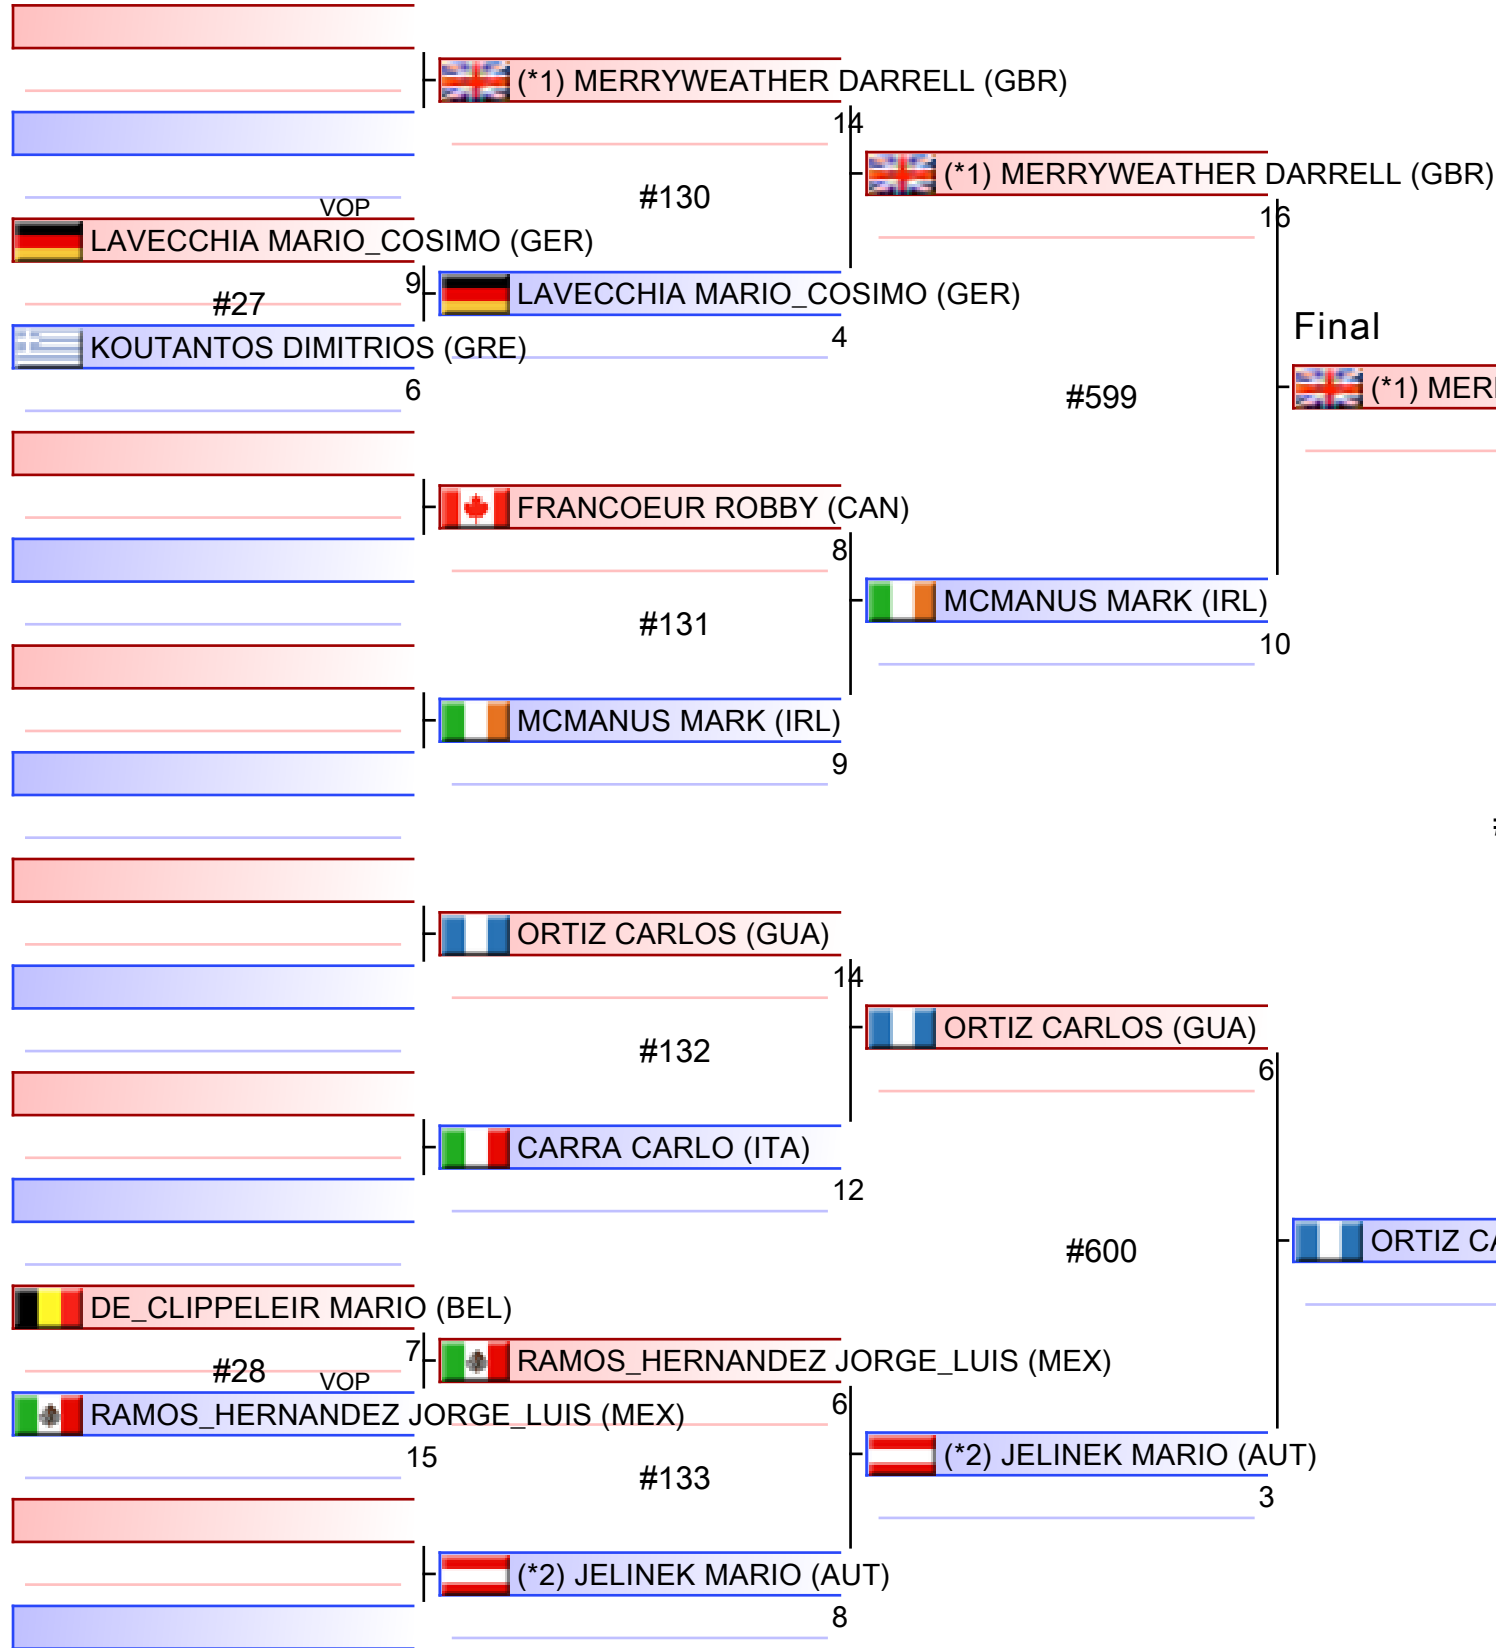 (*1) MERRYWEATHER DARRELL (GBR)
14
(*1) MERRYWEATHER DARRELL (GBR)
#130
VOP
16
LAVECCHIA MARIO_COSIMO (GER)
9
#27
LAVECCHIA MARIO_COSIMO (GER)
Final
4
KOUTANTOS DIMITRIOS (GRE)
6
#599
(*1) MER
FRANCOEUR ROBBY (CAN)
8
MCMANUS MARK (IRL)
#131
10
MCMANUS MARK (IRL)
9
ORTIZ CARLOS (GUA)
14
ORTIZ CARLOS (GUA)
#132
6
CARRA CARLO (ITA)
12
#600
ORTIZ CA
DE_CLIPPELEIR MARIO (BEL)
7
#28
RAMOS_HERNANDEZ JORGE_LUIS (MEX)
VOP
6
RAMOS_HERNANDEZ JORGE_LUIS (MEX)
15
(*2) JELINEK MARIO (AUT)
#133
3
(*2) JELINEK MARIO (AUT)
8